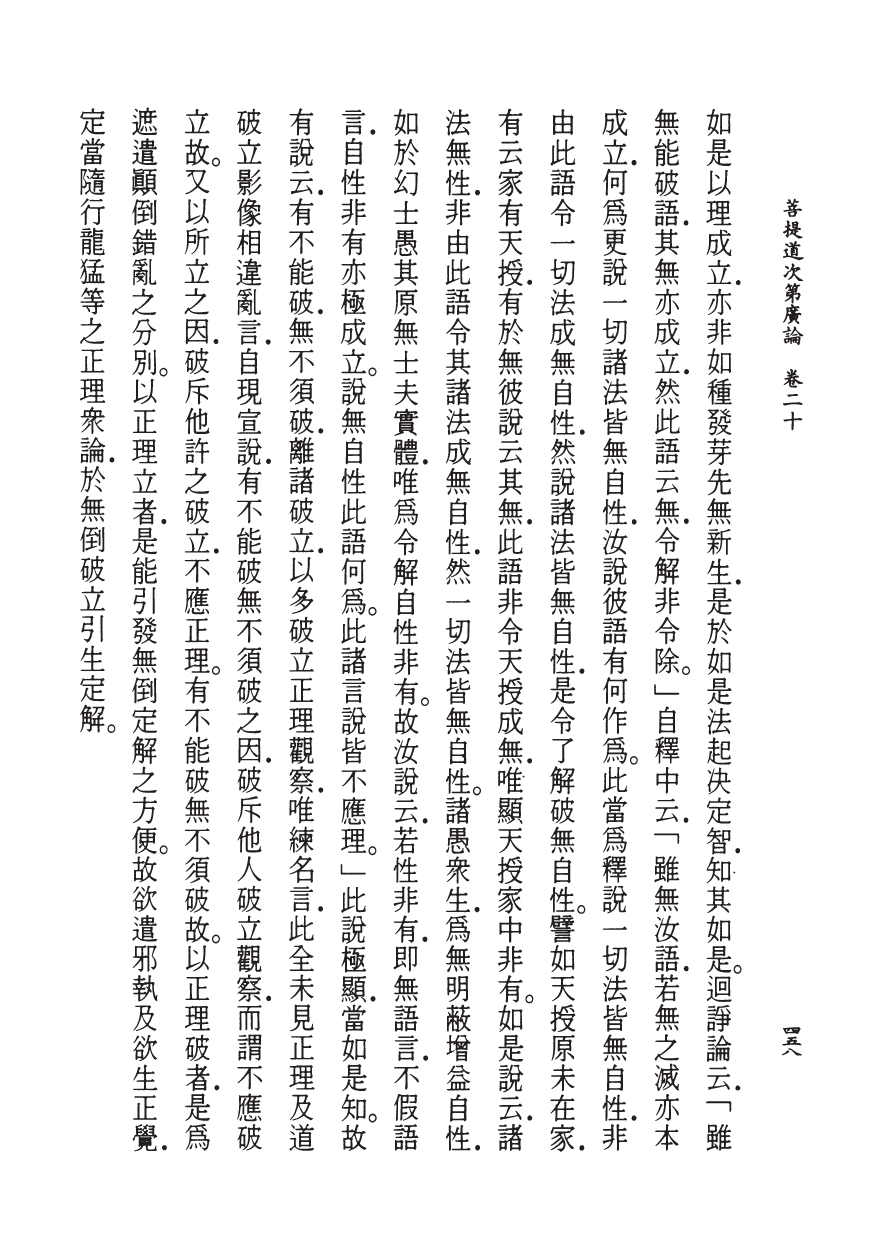 菩提道次第廣論　卷二十
四五八
如是以理成立．亦非如種發芽先無新生．是於如是法起決定智．知其如是。迴諍論云．「雖
無能破語．其無亦成立．然此語云無．令解非令除。」自釋中云．「雖無汝語．若無之滅亦本
成立．何爲更說一切諸法皆無自性．汝說彼語有何作爲。此當爲釋說一切法皆無自性．非
由此語令一切法成無自性．然說諸法皆無自性．是令了解破無自性。譬如天授原未在家．
有云家有天授．有於無彼說云其無．此語非令天授成無．唯顯天授家中非有。如是說云．諸
法無性．非由此語令其諸法成無自性．然一切法皆無自性。諸愚衆生．爲無明蔽增益自性．
如於幻士愚其原無士夫實體．唯爲令解自性非有。故汝說云．若性非有．即無語言．不假語
言．自性非有亦極成立。說無自性此語何爲。此諸言說皆不應理。」此說極顯．當如是知。故
有說云．有不能破．無不須破．離諸破立．以多破立正理觀察．唯練名言．此全未見正理及道
破立影像相違亂言．自現宣說．有不能破無不須破之因．破斥他人破立觀察．而謂不應破
立故。又以所立之因．破斥他許之破立．不應正理。有不能破無不須破故。以正理破者．是爲
遮遣顚倒錯亂之分別。以正理立者．是能引發無倒定解之方便。故欲遣邪執及欲生正覺．
定當隨行龍猛等之正理衆論．於無倒破立引生定解。